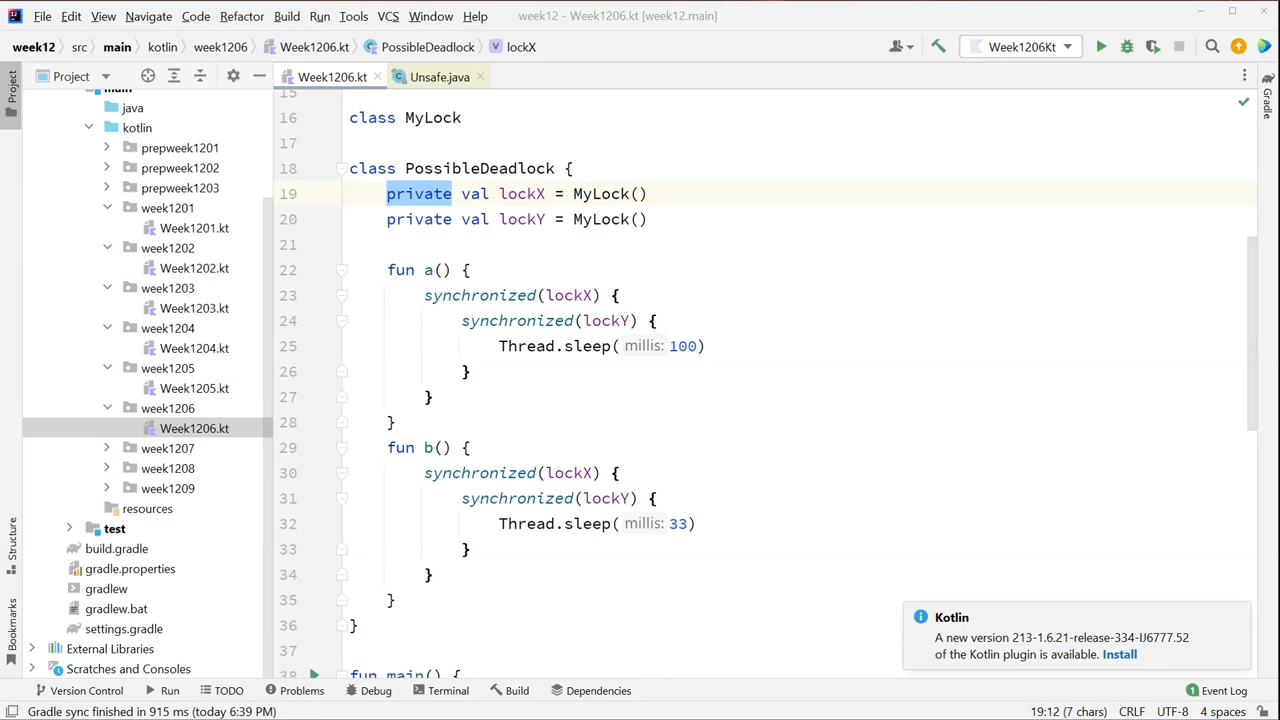 File Edit View Navigate Code Refactor Build Run Tools VCS Window Help week12 - Week1206.kt [week12.main]
week12 src main kotlin week1206 Week1206.kt PossibleDeadlock lockX Week1206Kt
Project Week1206.kt Unsafe.java
Project
Structure
Bookmarks
Gradle
main
java
kotlin
prepweek1201
prepweek1202
prepweek1203
week1201
Week1201.kt
week1202
Week1202.kt
week1203
Week1203.kt
week1204
Week1204.kt
week1205
Week1205.kt
week1206
Week1206.kt
week1207
week1208
week1209
resources
test
build.gradle
gradle.properties
gradlew
gradlew.bat
settings.gradle
External Libraries
Scratches and Consoles
15
16 class MyLock
17
18 class PossibleDeadlock {
19 private val lockX = MyLock()
20 private val lockY = MyLock()
21
22 fun a() {
23 synchronized(lockX) {
24 synchronized(lockY) {
25 Thread.sleep( millis: 100)
26 }
27 }
28 }
29 fun b() {
30 synchronized(lockX) {
31 synchronized(lockY) {
32 Thread.sleep( millis: 33)
33 }
34 }
35 }
36 }
37
38 fun main() {
Kotlin
A new version 213-1.6.21-release-334-IJ6777.52
of the Kotlin plugin is available. Install
Version Control Run TODO Problems Debug Terminal Build Dependencies 1 Event Log
Gradle sync finished in 915 ms (today 6:39 PM) 19:12 (7 chars) CRLF UTF-8 4 spaces